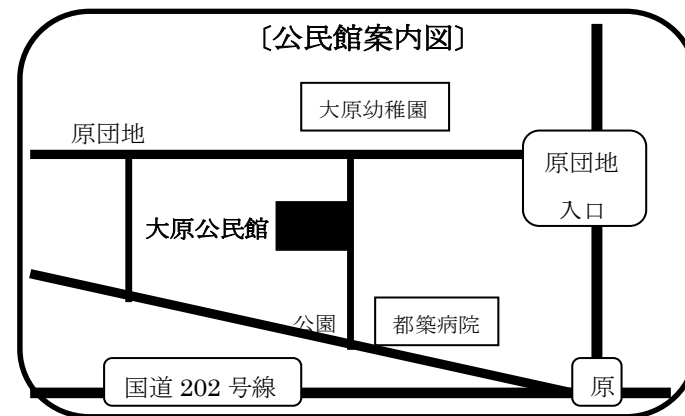 〔公民館案内図〕
大原幼稚園
原団地
原団地
入口
大原公民館
公園
都築病院
国道 202 号線
原